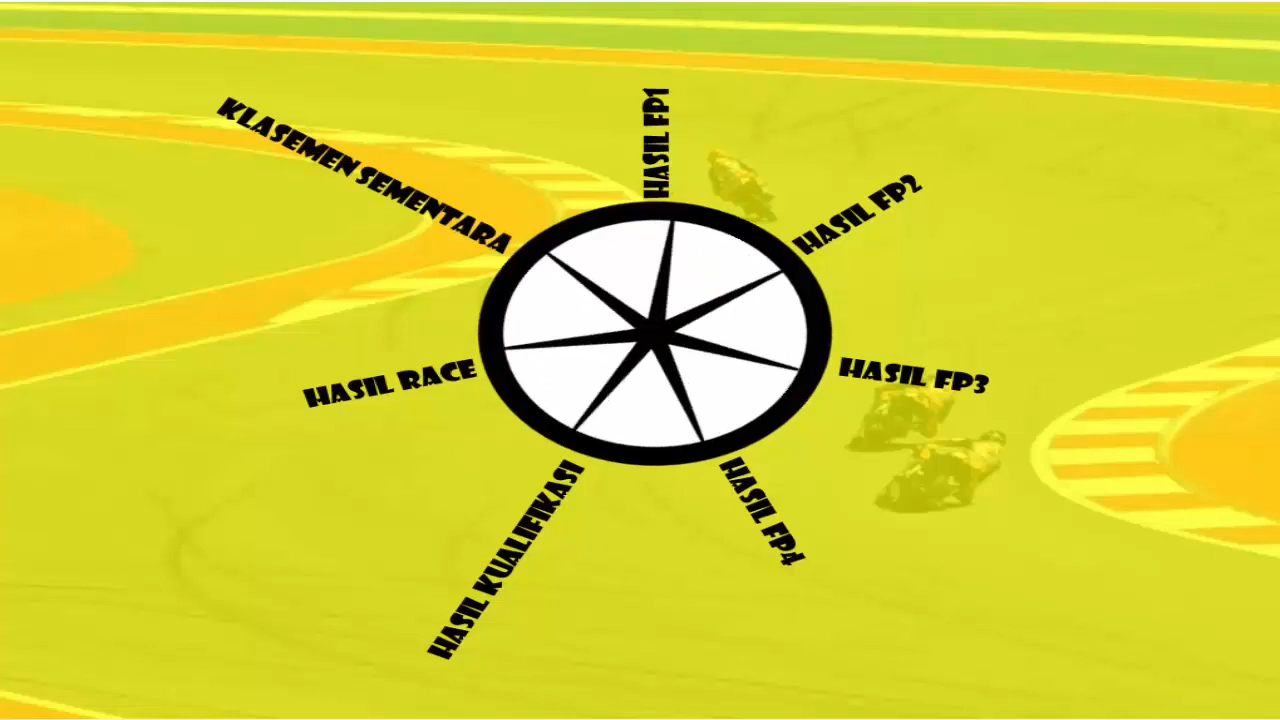 HASIL FP1
HASIL FP2
HASIL FP3
HASIL FP4
HASIL KUALIFIKASI
HASIL RACE
KLASEMEN SEMENTARA